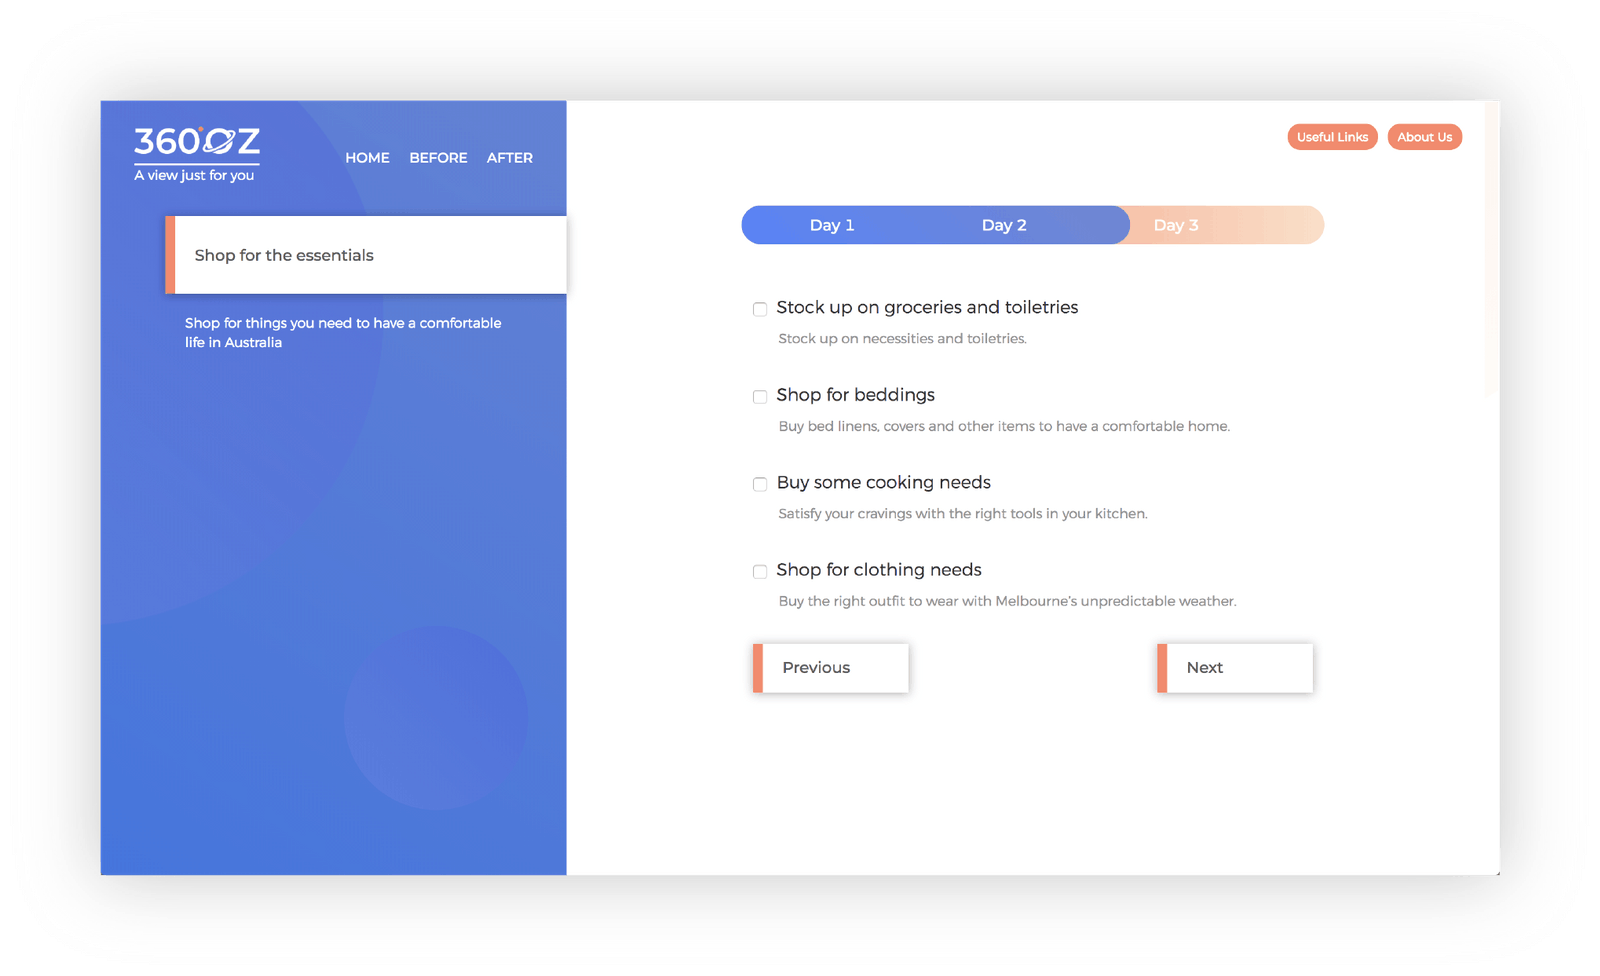 360°OZ
A view just for you
HOME BEFORE AFTER
Useful Links About Us
Shop for the essentials
Shop for things you need to have a comfortable
life in Australia
Day 1 Day 2 Day 3
Stock up on groceries and toiletries
Stock up on necessities and toiletries.
Shop for beddings
Buy bed linens, covers and other items to have a comfortable home.
Buy some cooking needs
Satisfy your cravings with the right tools in your kitchen.
Shop for clothing needs
Buy the right outfit to wear with Melbourne’s unpredictable weather.
Previous Next